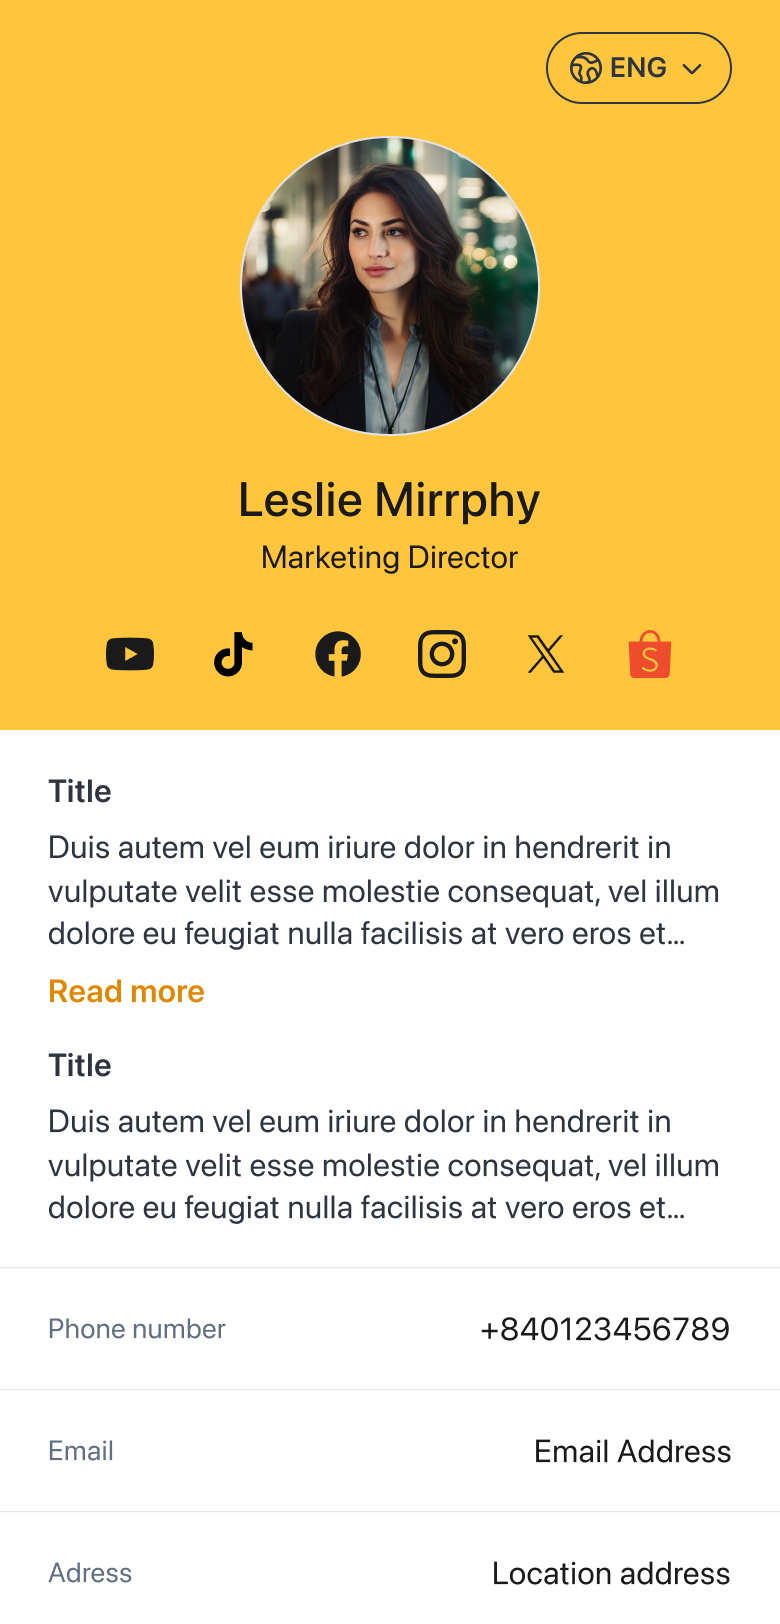 ENG
Leslie Mirrphy
Marketing Director
S
Title
Duis autem vel eum iriure dolor in hendrerit in
vulputate velit esse molestie consequat, vel illum
dolore eu feugiat nulla facilisis at vero eros et...
Read more
Title
Duis autem vel eum iriure dolor in hendrerit in
vulputate velit esse molestie consequat, vel illum
dolore eu feugiat nulla facilisis at vero eros et...
Phone number +840123456789
Email Email Address
Adress Location address